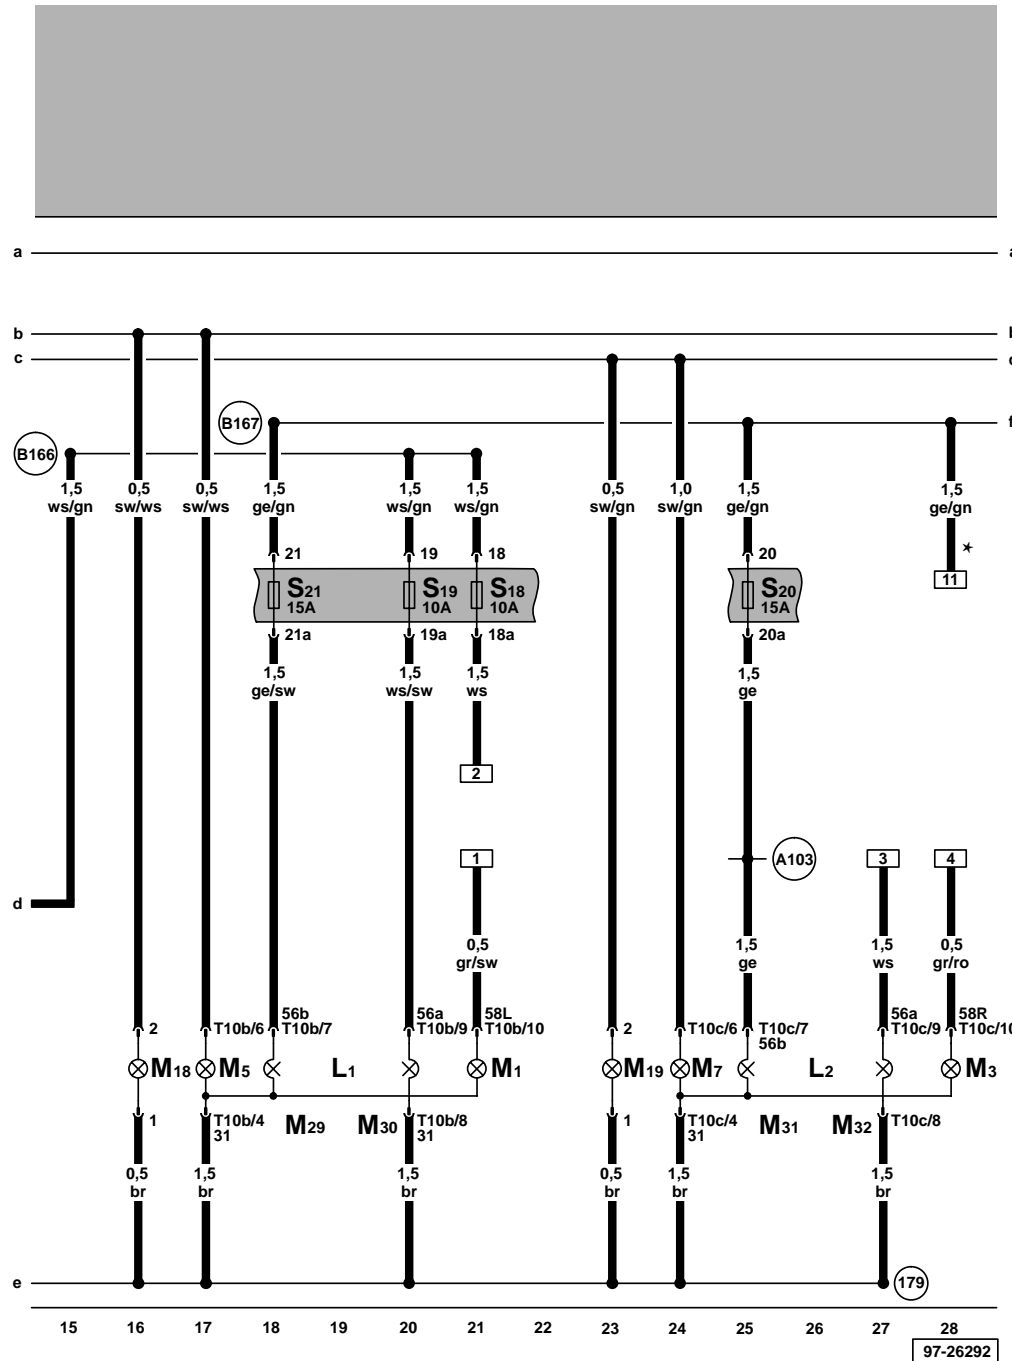 a a
b b
c c
B167 f
B166
1,5 0,5 0,5 1,5 1,5 1,5 0,5 1,0 1,5 1,5
ws/gn sw/ws sw/ws ge/gn ws/gn ws/gn sw/gn sw/gn ge/gn ge/gn
*
21 19 18 20
S21 S19 S18 S20 11
15A 10A 10A 15A
21a 19a 18a 20a
1,5 1,5 1,5 1,5
ge/sw ws/sw ws ge
2
1 A103 3 4
d
0,5 1,5 1,5 0,5
gr/sw ge ws gr/ro
56b 56a 58L 56a 58R
2 T10b/6 T10b/7 T10b/9 T10b/10 2 T10c/6 T10c/7 T10c/9 T10c/10
56b
M18 M5 L1 M1 M19 M7 L2 M3
1 T10b/4 M29 M30 T10b/8 1 T10c/4 M31 M32 T10c/8
31 31 31
0,5 1,5 1,5 0,5 1,5 1,5
br br br br br br
e 179
15 16 17 18 19 20 21 22 23 24 25 26 27 28
97-26292